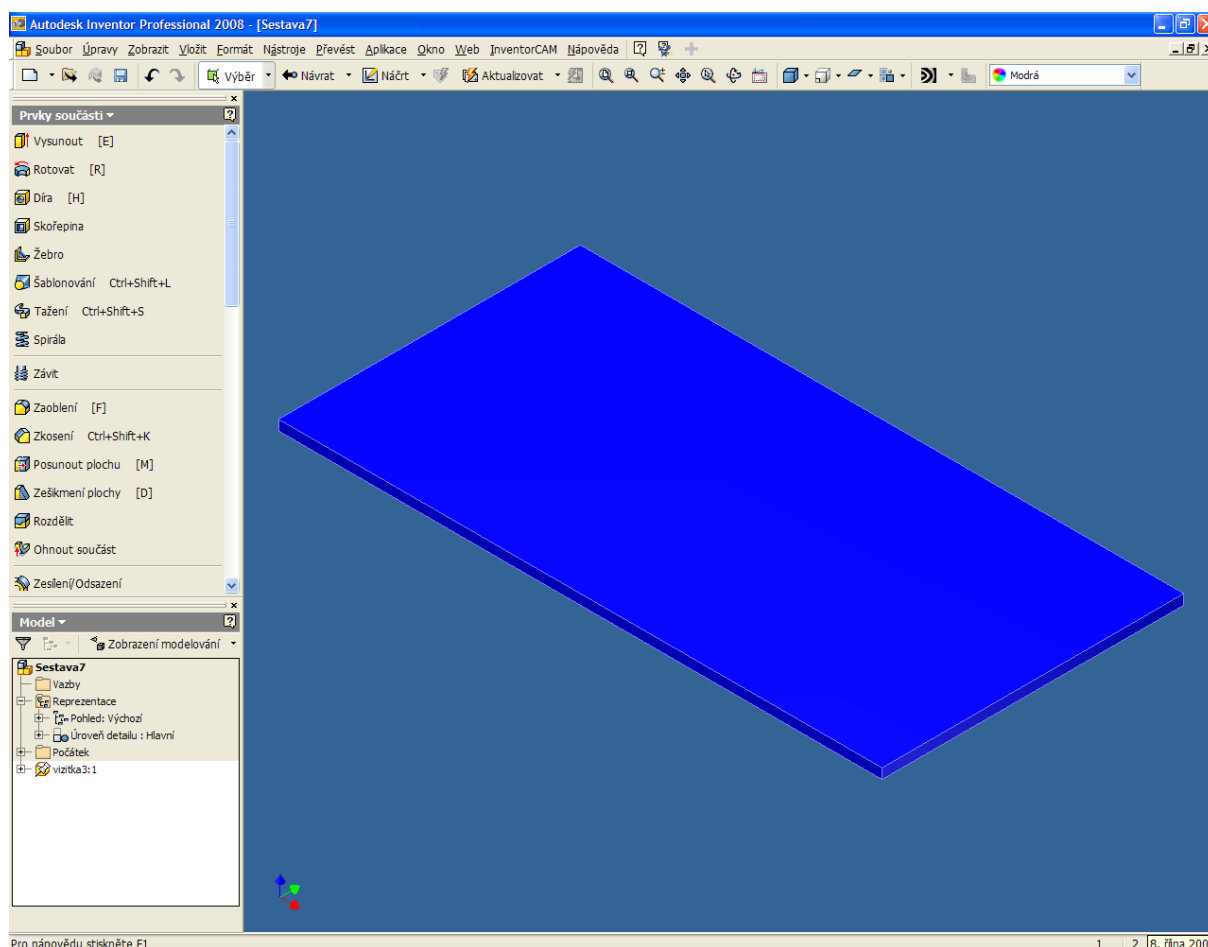 Autodesk Inventor Professional 2008 - [Sestava7]
Soubor Úpravy Zobrazit Vložit Formát Nástroje Převést Aplikace Okno Web InventorCAM Nápověda
Výběr Návrat Náčrt Aktualizovat Modrá
Prvky součásti
Vysunout [E]
Rotovat [R]
Díra [H]
Skořepina
Žebro
Šablonování Ctrl+Shift+L
Tažení Ctrl+Shift+S
Spirála
Závit
Zaoblení [F]
Zkosení Ctrl+Shift+K
Posunout plochu [M]
Zešikmení plochy [D]
Rozdělit
Ohnout součást
Zesílení/Odsazení
Model
Zobrazení modelování
Sestava7
Vazby
Reprezentace
Pohled: Výchozí
Úroveň detailu : Hlavní
Počátek
vizitka3:1
Pro nápovědu stiskněte F1
1 2 8. října 200